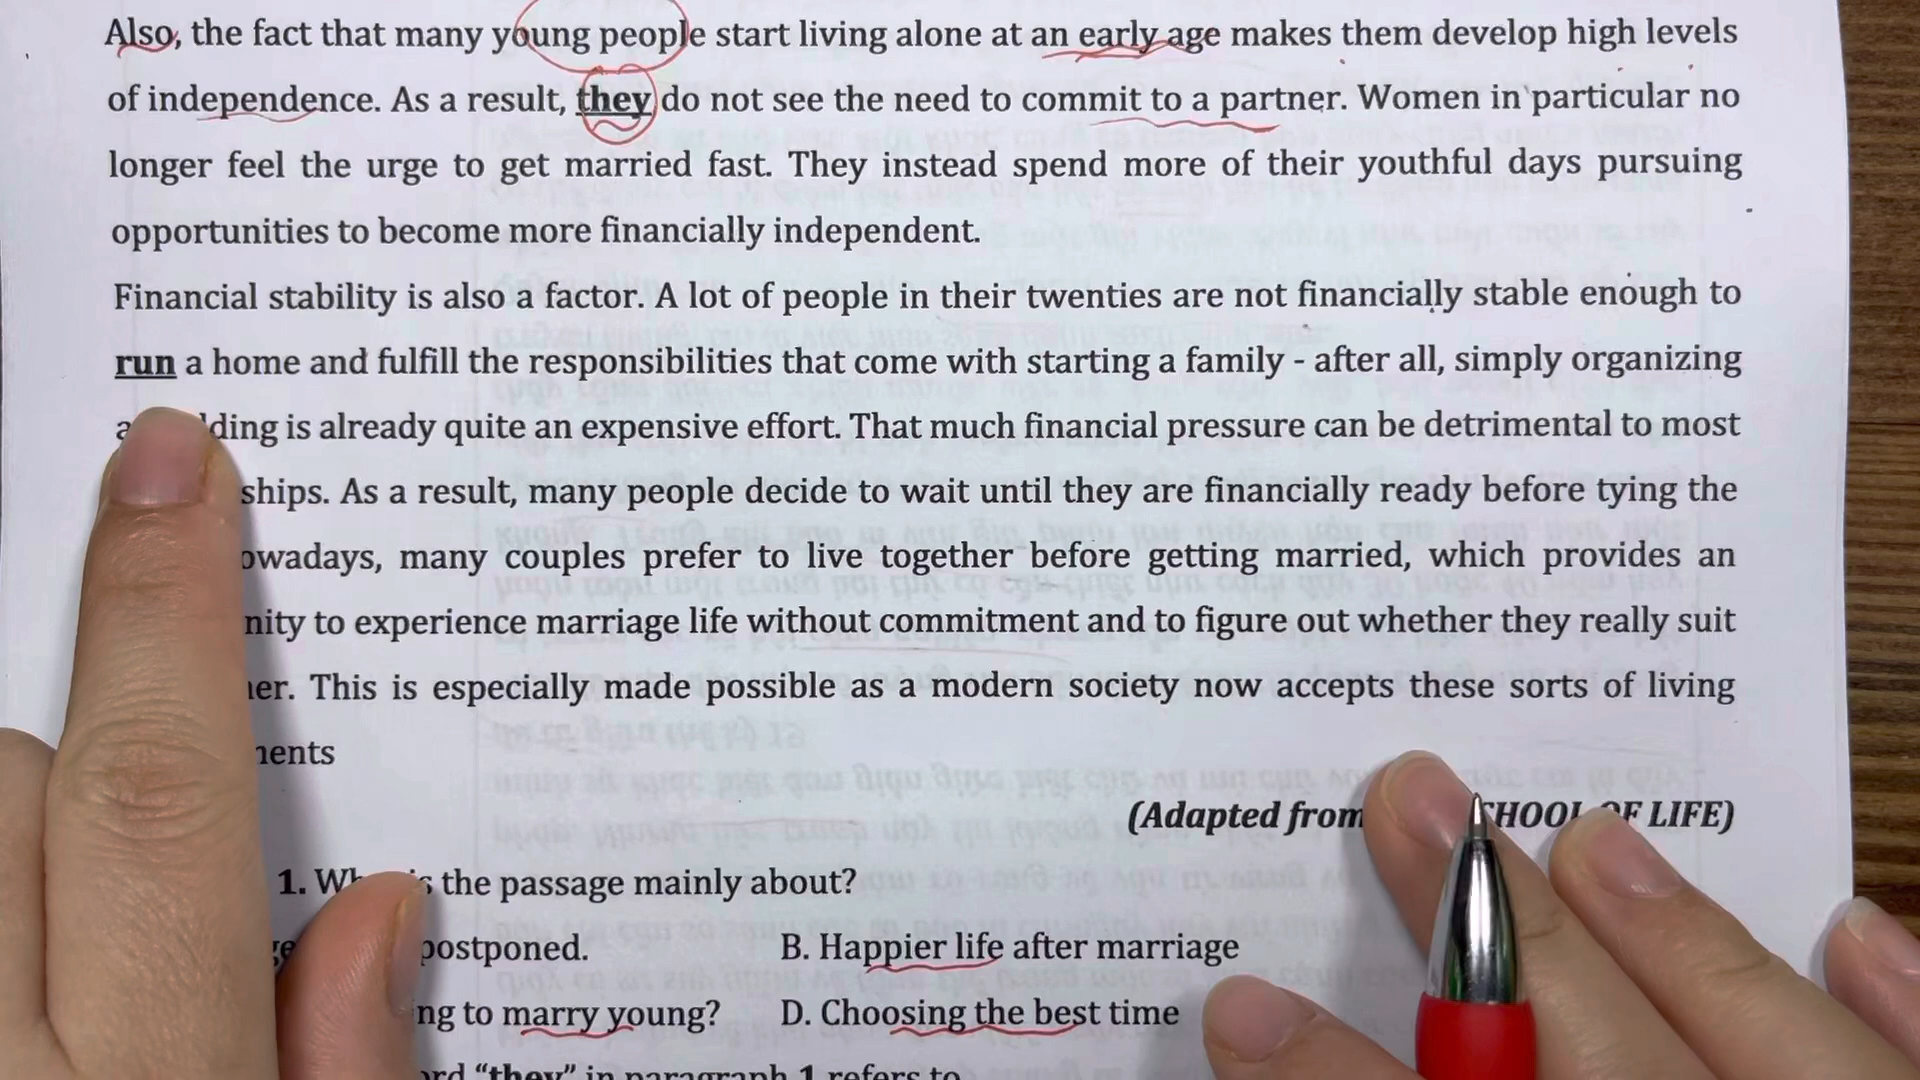 Also, the fact that many young people start living alone at an early age makes them develop high levels
of independence. As a result, they do not see the need to commit to a partner. Women in particular no
longer feel the urge to get married fast. They instead spend more of their youthful days pursuing
opportunities to become more financially independent.
Financial stability is also a factor. A lot of people in their twenties are not financially stable enough to
run a home and fulfill the responsibilities that come with starting a family - after all, simply organizing
is already quite an expensive effort. That much financial pressure can be detrimental to most
ships. As a result, many people decide to wait until they are financially ready before tying the
owadays, many couples prefer to live together before getting married, which provides an
nity to experience marriage life without commitment and to figure out whether they really suit
er. This is especially made possible as a modern society now accepts these sorts of living
ments
(Adapted from HOOL OF LIFE)
1. is the passage mainly about?
postponed. B. Happier life after marriage
ng to marry young? D. Choosing the best time
"they" in paragraph 1 refers to